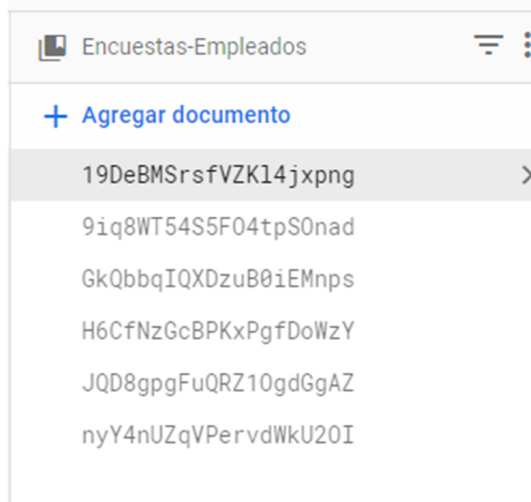 Encuestas-Empleados
Agregar documento
19DeBMSrsfVZKl4jxpng
9iq8WT54S5FO4tpSOnad
GkQbbqIQXDzuB0iEMnps
H6CfNzGcBPKxPgfDoWzY
JQD8gpgFuQRZ1OgdGgAZ
nyY4nUZqVPervdWkU2OI